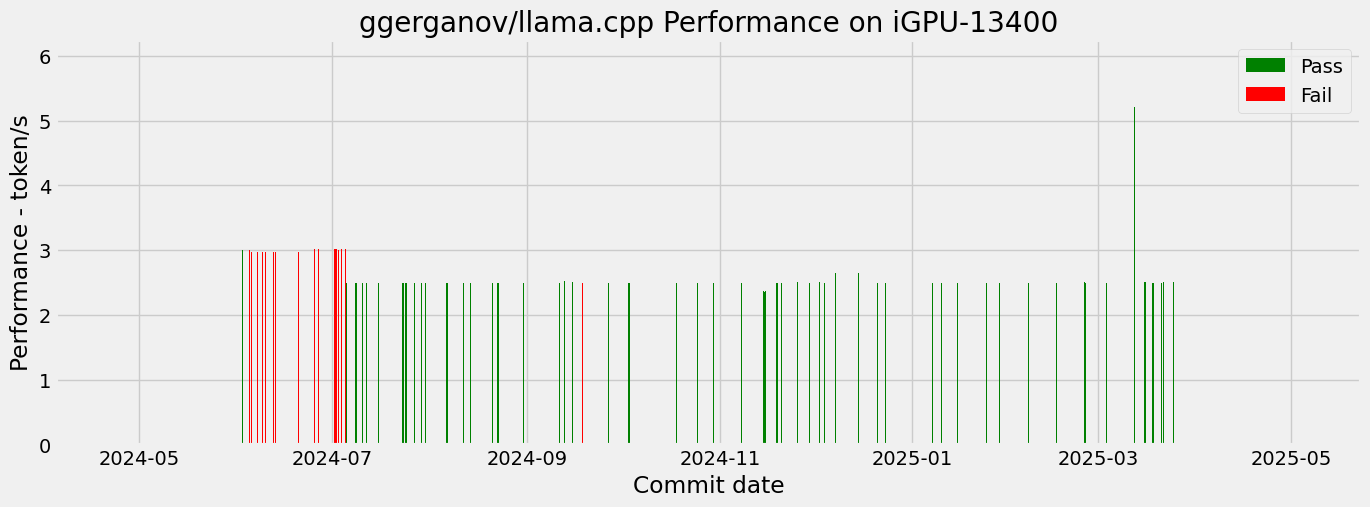 ggerganov/llama.cpp Performance on iGPU-13400
Performance - token/s
6
5
4
3
2
1
0
Pass
Fail
2024-05 2024-07 2024-09 2024-11 2025-01 2025-03 2025-05
Commit date